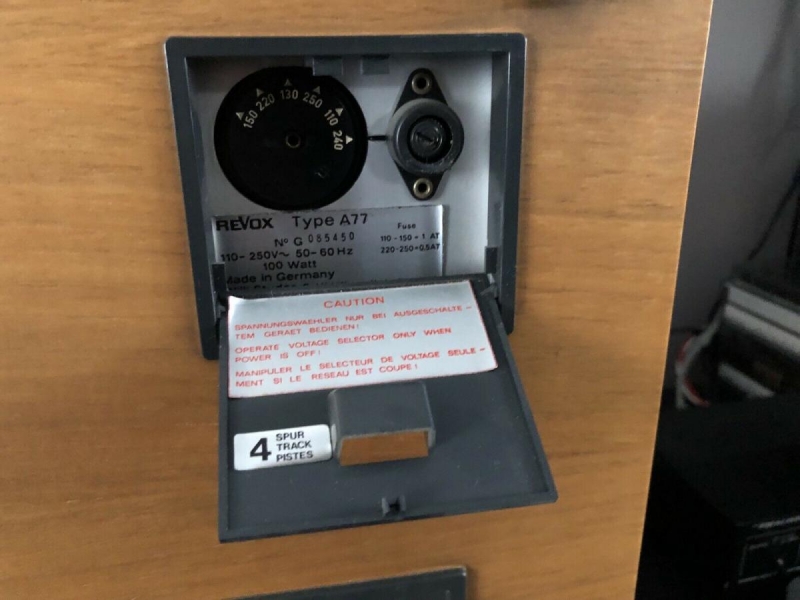 150 220 130 250 110 240
REVOX Type A77
Nº G 085450
110-250V~ 50-60Hz
100 Watt
Made in Germany
Fuse
110-150=1 AT
220-250=0.5AT
CAUTION
SPANNUNGSWAEHLER NUR BEI AUSGESCHALTE-
TEM GERAET BEDIENEN!
OPERATE VOLTAGE SELECTOR ONLY WHEN
POWER IS OFF!
MANIPULER LE SELECTEUR DE VOLTAGE SEULE-
MENT SI LE RESEAU EST COUPE!
4 SPUR
TRACK
PISTES